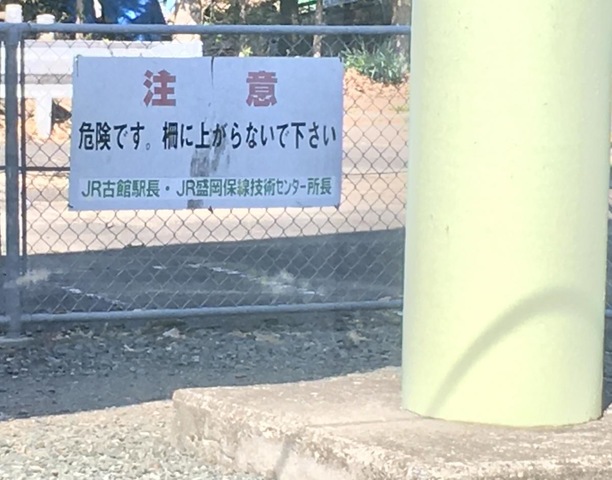 注意
危険です。柵に上がらないで下さい
JR古館駅長・JR盛岡保線技術センター所長